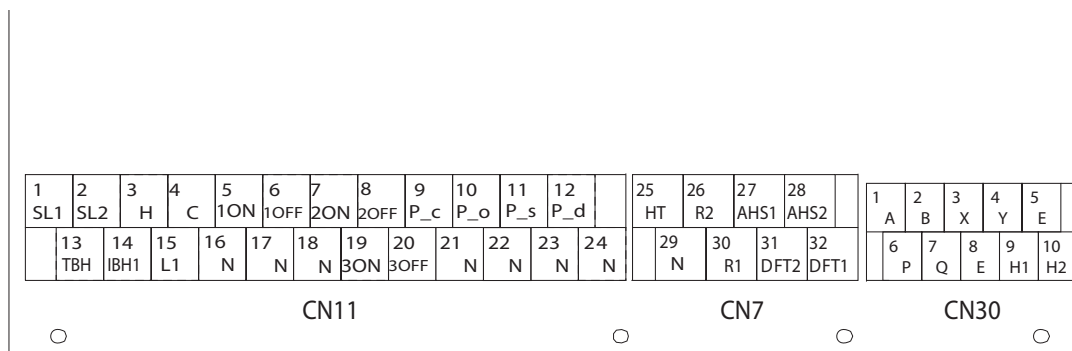 1 2 3 4 5 6 7 8 9 10 11 12
SL1 SL2 H C 1ON 1OFF 2ON 2OFF P_c P_o P_s P_d
13 14 15 16 17 18 19 20 21 22 23 24
TBH IBH1 L1 N N N 3ON 3OFF N N N N
CN11
25 26 27 28
HT R2 AHS1 AHS2
29 30 31 32
N R1 DFT2 DFT1
CN7
1 2 3 4 5
A B X Y E
6 7 8 9 10
P Q E H1 H2
CN30